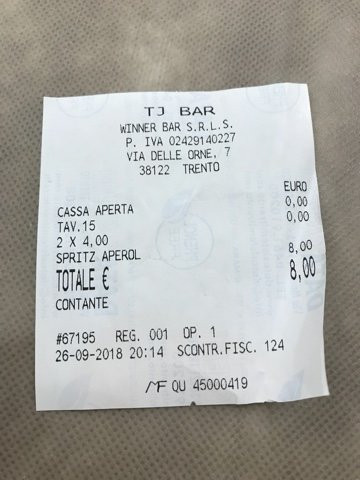 TJ BAR
WINNER BAR S.R.L.S.
P. IVA 02429140227
VIA DELLE ORNE, 7
38122 TRENTO
EURO
CASSA APERTA 0,00
TAV.15 0,00
2 X 4,00
SPRITZ APEROL 8,00
TOTALE € 8,00
CONTANTE
#67195 REG. 001 OP. 1
26-09-2018 20:14 SCONTR.FISC. 124
MF QU 45000419